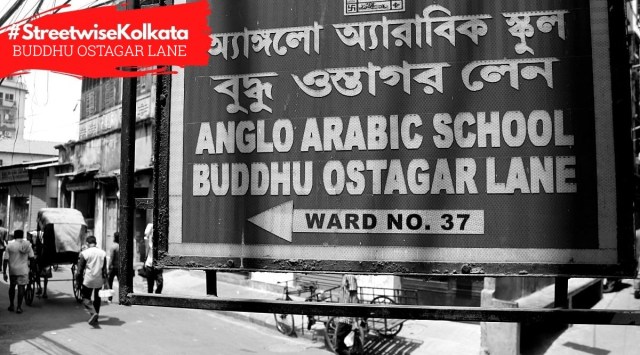 #StreetwiseKolkata
BUDDHU OSTAGAR LANE
অ্যাঙ্গলো অ্যারাবিক স্কুল
বুদ্ধু ওস্তাগর লেন
ANGLO ARABIC SCHOOL
BUDDHU OSTAGAR LANE
WARD NO. 37